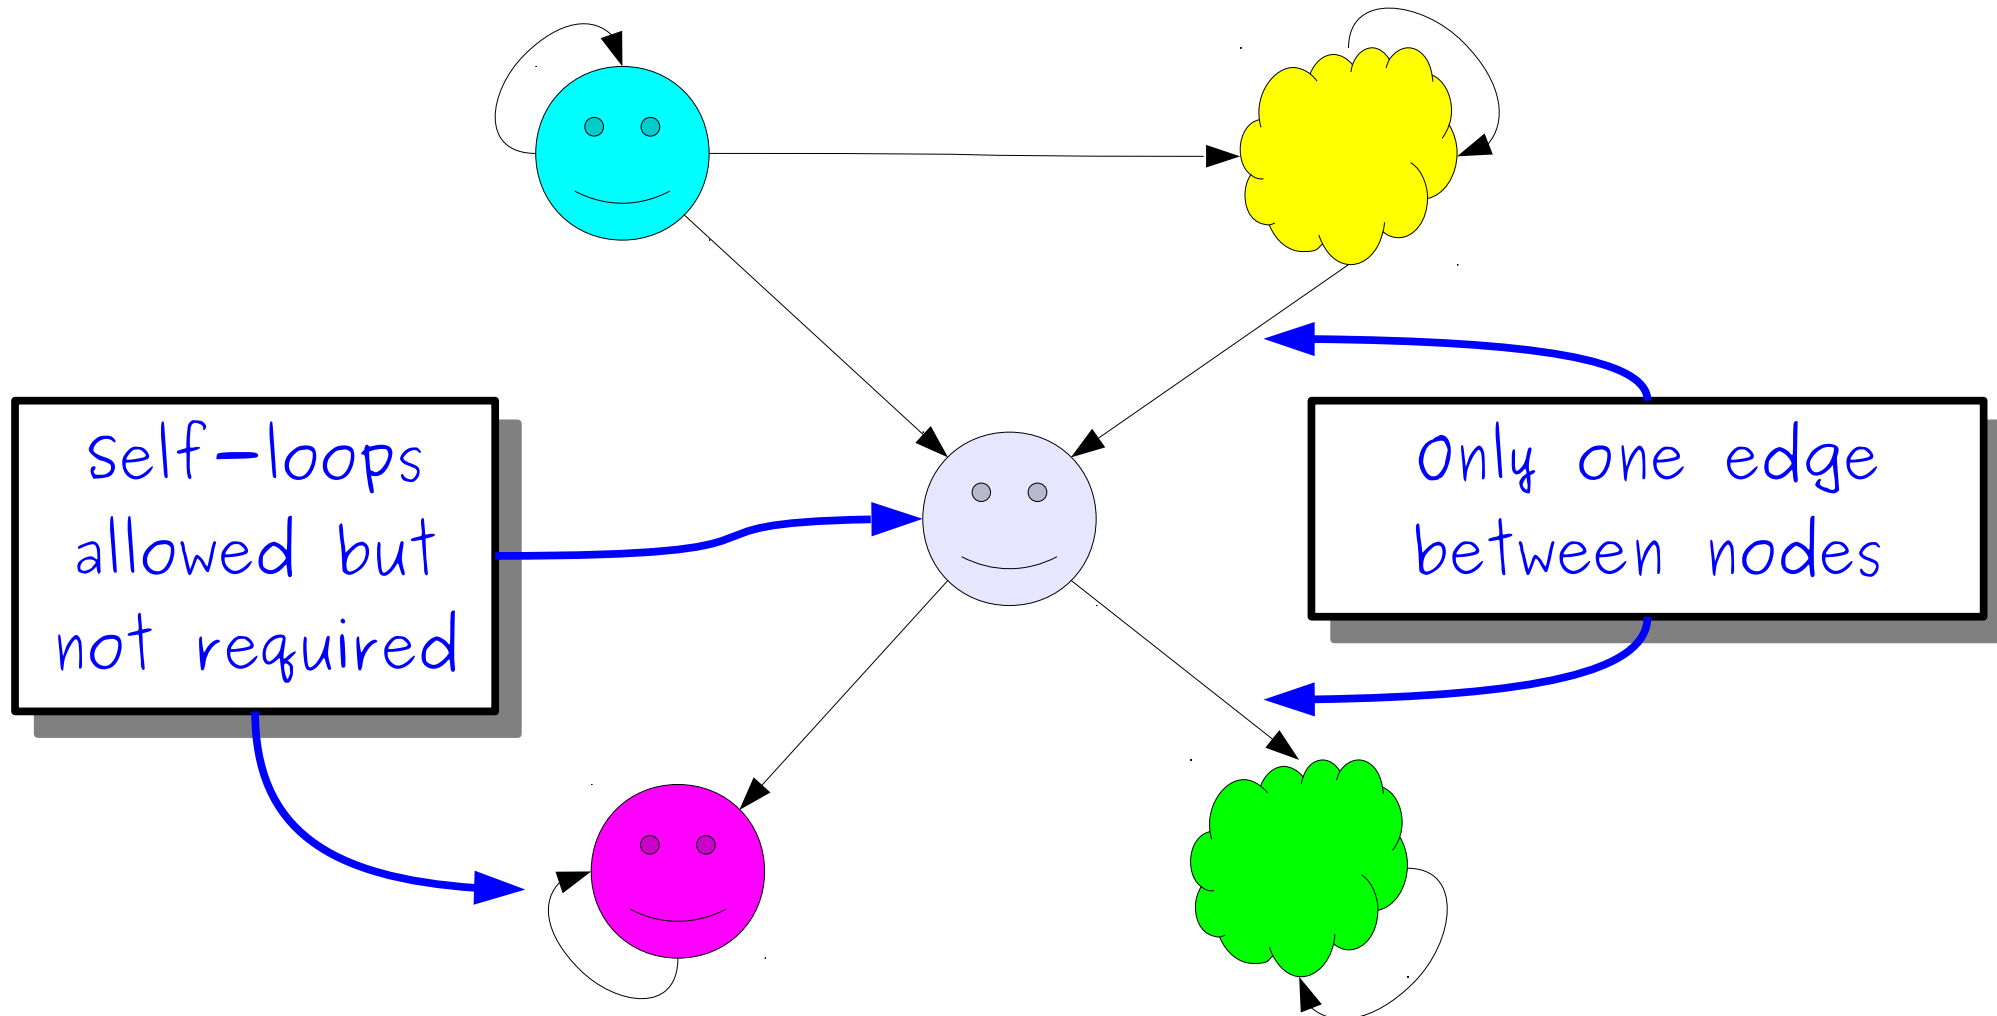 Self-loops
allowed but
not required
Only one edge
between nodes